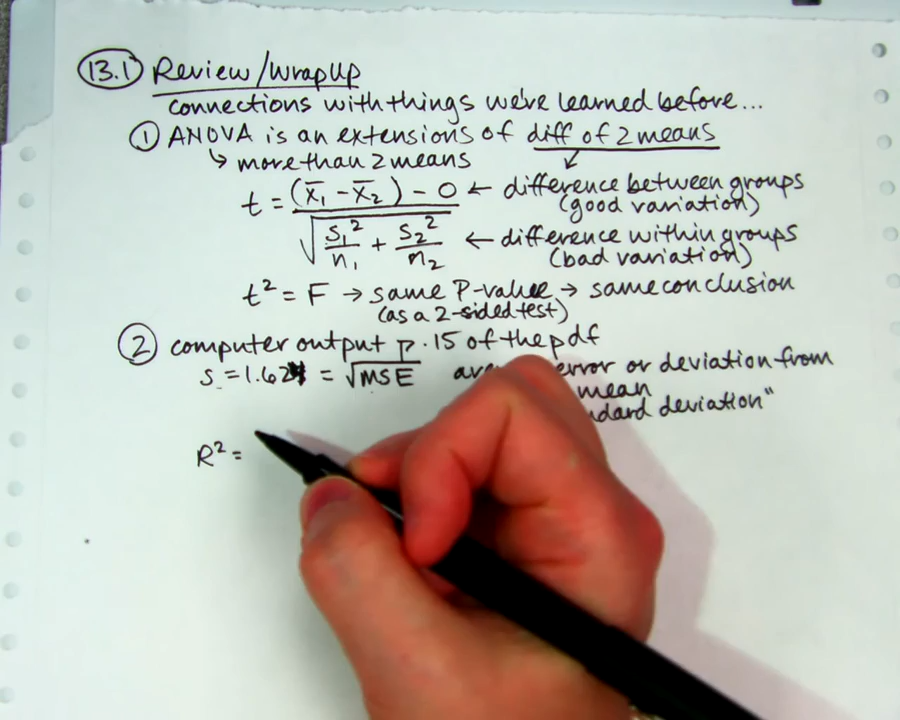 13.1 Review/WrapUp
connections with things we've learned before...
① ANOVA is an extensions of diff of 2 means
↳ more than 2 means
t = (x̄₁ - x̄₂) - 0 ← difference between groups
(good variation)
√ s₁²/n₁ + s₂²/n₂ ← difference within groups
(bad variation)
t² = F → same P-value → same conclusion
(as a 2-sided test)
② computer output p.15 of the pdf
s = 1.62 = √MSE error or deviation from
mean
deviation"
R² =